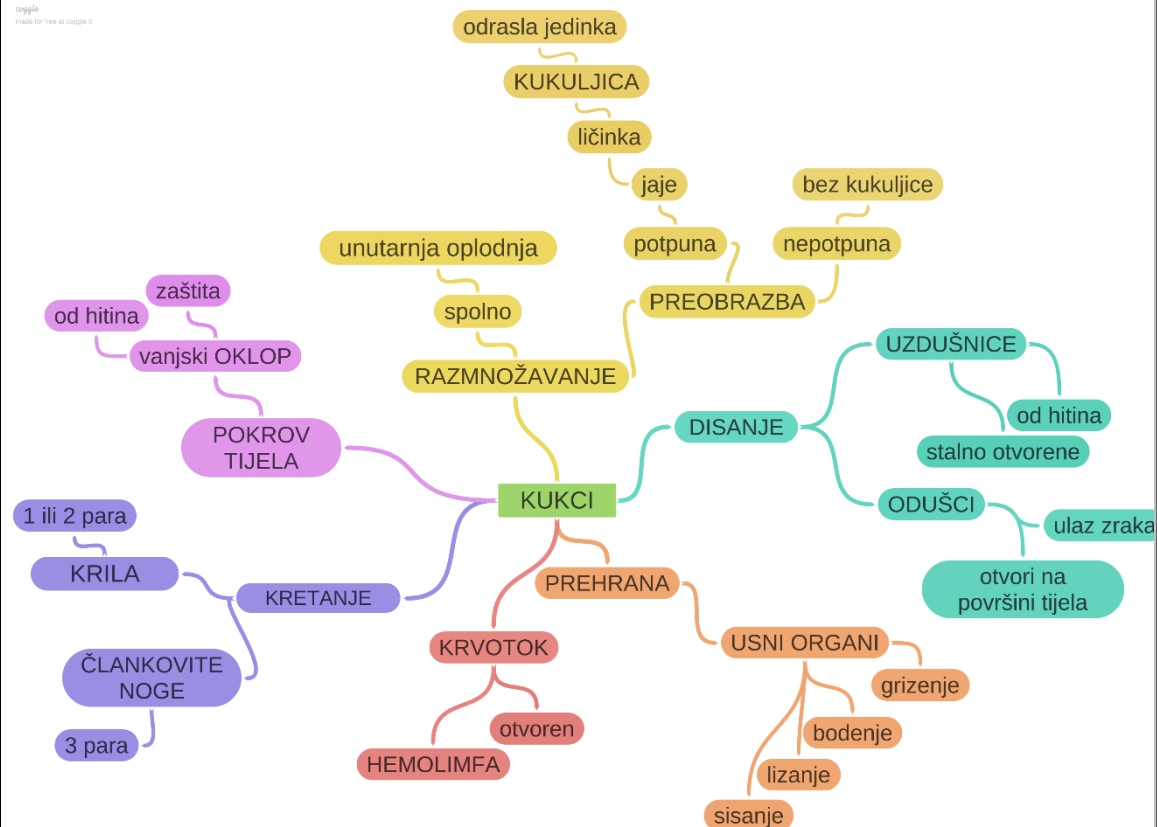 coggle
made for free at coggle.it
odrasla jedinka
KUKULJICA
ličinka
jaje
potpuna
bez kukuljice
nepotpuna
PREOBRAZBA
unutarnja oplodnja
spolno
RAZMNOŽAVANJE
zaštita
od hitina
vanjski OKLOP
POKROV
TIJELA
UZDUŠNICE
od hitina
stalno otvorene
DISANJE
ODUŠCI
ulaz zraka
otvori na
površini tijela
KUKCI
1 ili 2 para
KRILA
KRETANJE
ČLANKOVITE
NOGE
3 para
KRVOTOK
otvoren
HEMOLIMFA
PREHRANA
USNI ORGANI
grizenje
bodenje
lizanje
sisanje